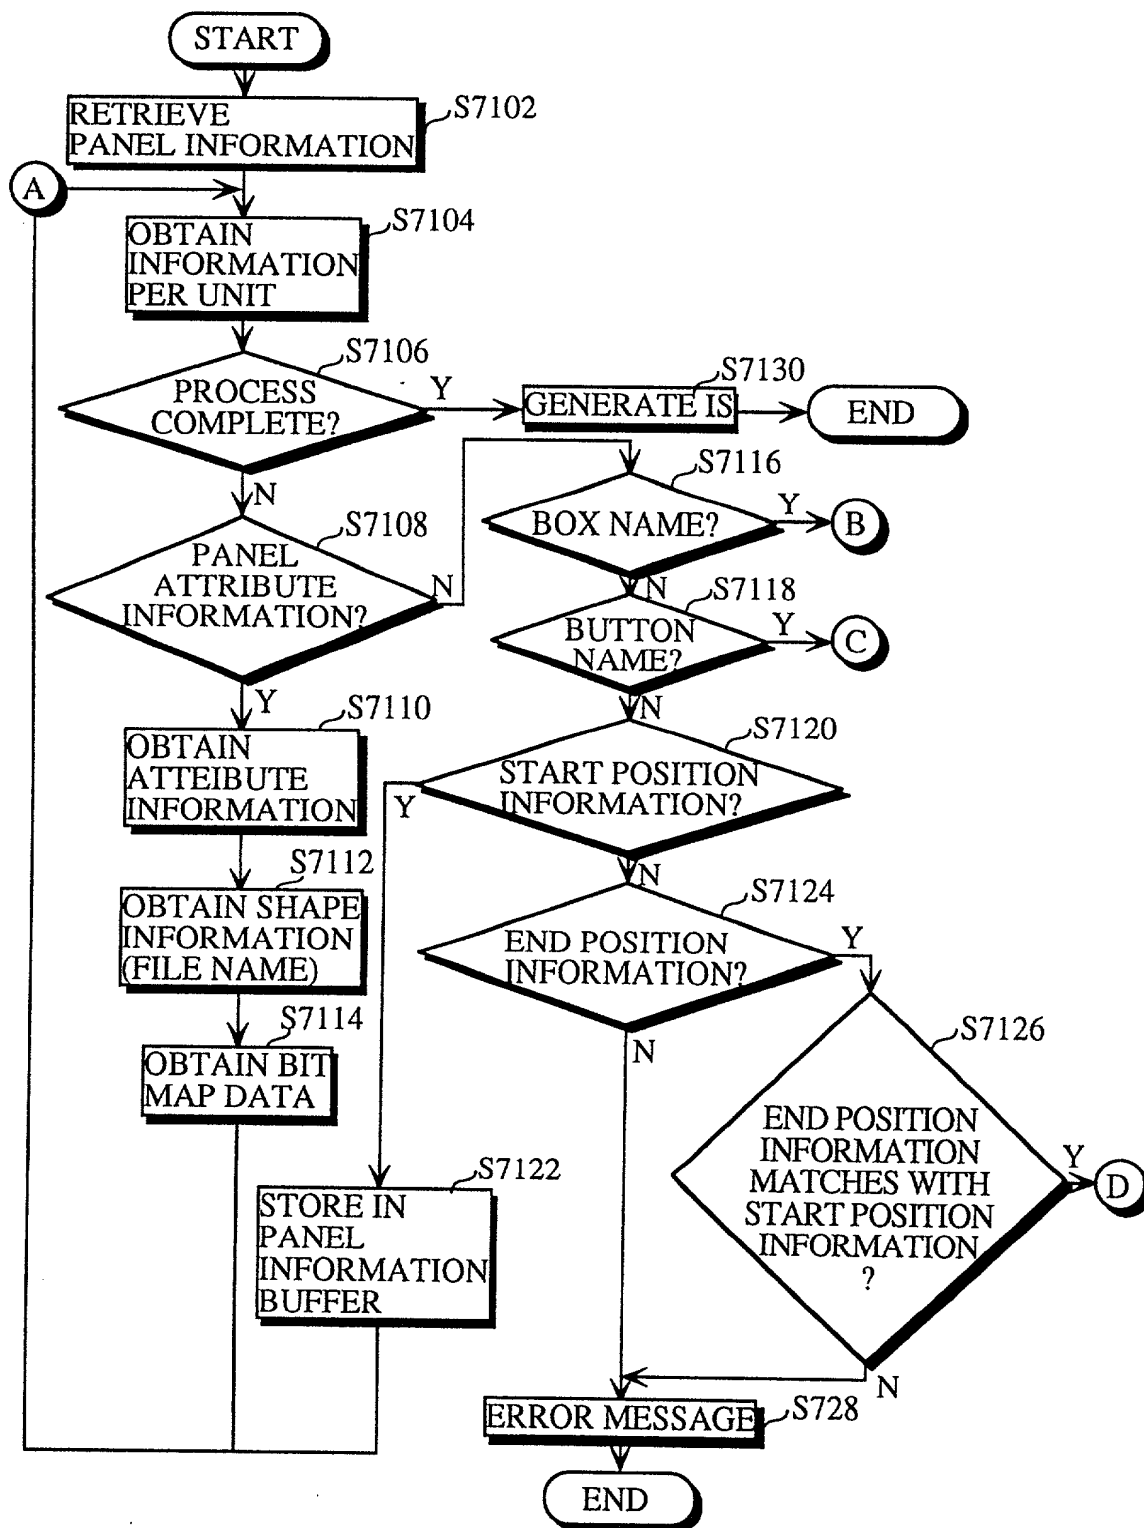 START
RETRIEVE
PANEL INFORMATION
S7102
A
OBTAIN
INFORMATION
PER UNIT
S7104
PROCESS
COMPLETE?
S7106
Y
N
GENERATE IS
S7130
END
PANEL
ATTRIBUTE
INFORMATION?
S7108
N
Y
BOX NAME?
S7116
Y
B
N
BUTTON
NAME?
S7118
Y
C
N
OBTAIN
ATTEIBUTE
INFORMATION
S7110
START POSITION
INFORMATION?
S7120
Y
N
OBTAIN SHAPE
INFORMATION
(FILE NAME)
S7112
END POSITION
INFORMATION?
S7124
Y
N
OBTAIN BIT
MAP DATA
S7114
END POSITION
INFORMATION
MATCHES WITH
START POSITION
INFORMATION
?
S7126
Y
D
N
STORE IN
PANEL
INFORMATION
BUFFER
S7122
ERROR MESSAGE
S728
END